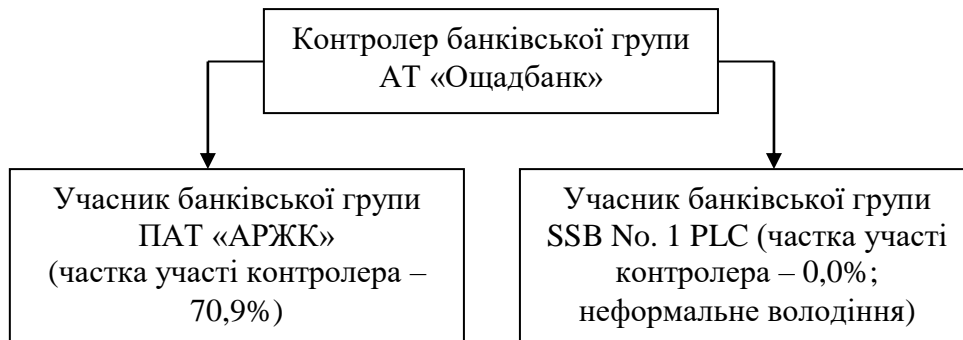 Контролер банківської групи
АТ «Ощадбанк»
Учасник банківської групи
ПАТ «АРЖК»
(частка участі контролера –
70,9%)
Учасник банківської групи
SSB No. 1 PLC (частка участі
контролера – 0,0%;
неформальне володіння)